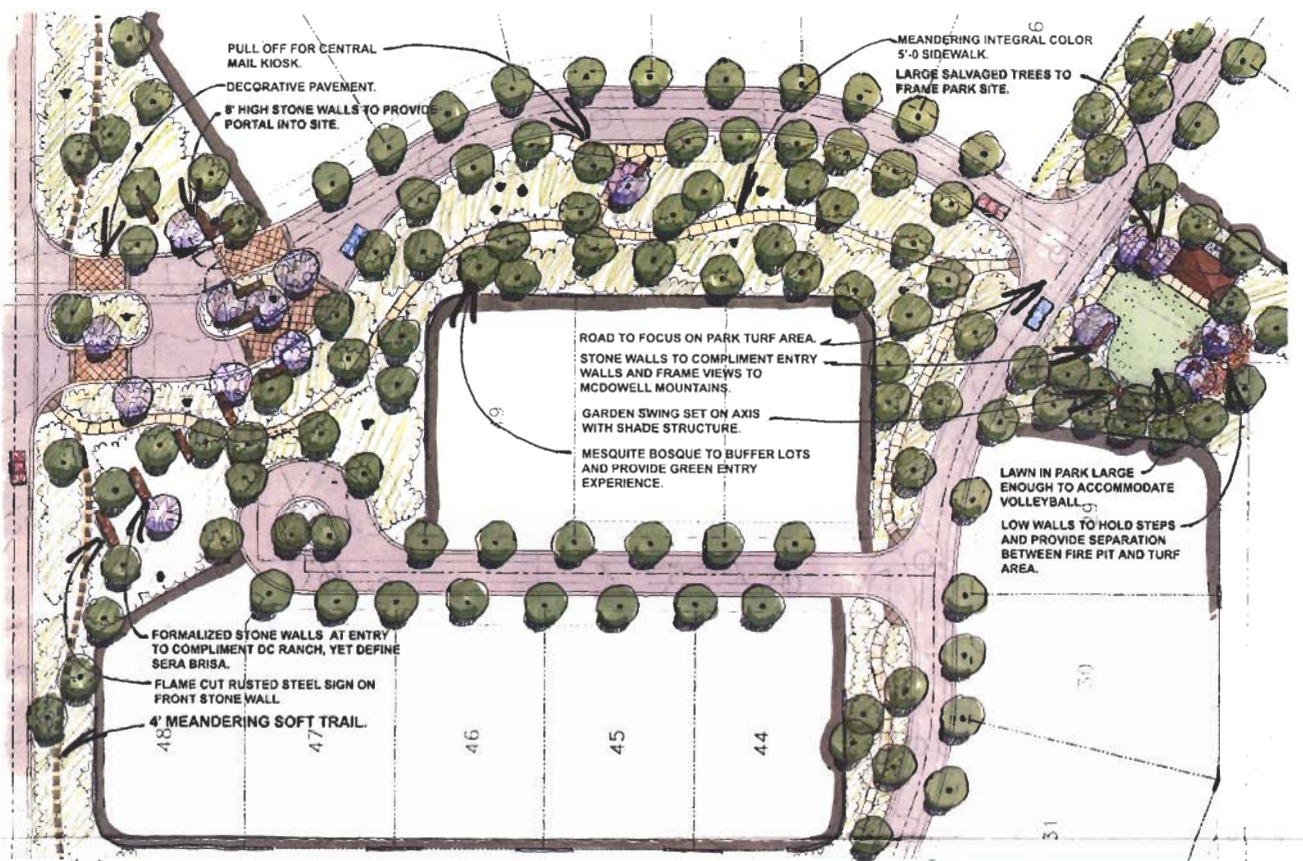 PULL OFF FOR CENTRAL
MAIL KIOSK.
DECORATIVE PAVEMENT.
8' HIGH STONE WALLS TO PROVIDE
PORTAL INTO SITE.
MEANDERING INTEGRAL COLOR
5'-0 SIDEWALK.
LARGE SALVAGED TREES TO
FRAME PARK SITE.
ROAD TO FOCUS ON PARK TURF AREA.
STONE WALLS TO COMPLIMENT ENTRY
WALLS AND FRAME VIEWS TO
MCDOWELL MOUNTAINS.
GARDEN SWING SET ON AXIS
WITH SHADE STRUCTURE.
MESQUITE BOSQUE TO BUFFER LOTS
AND PROVIDE GREEN ENTRY
EXPERIENCE.
LAWN IN PARK LARGE
ENOUGH TO ACCOMMODATE
VOLLEYBALL.
LOW WALLS TO HOLD STEPS
AND PROVIDE SEPARATION
BETWEEN FIRE PIT AND TURF
AREA.
FORMALIZED STONE WALLS AT ENTRY
TO COMPLIMENT DC RANCH, YET DEFINE
SERA BRISA.
FLAME CUT RUSTED STEEL SIGN ON
FRONT STONE WALL
4' MEANDERING SOFT TRAIL.
48
47
46
45
44
30
31